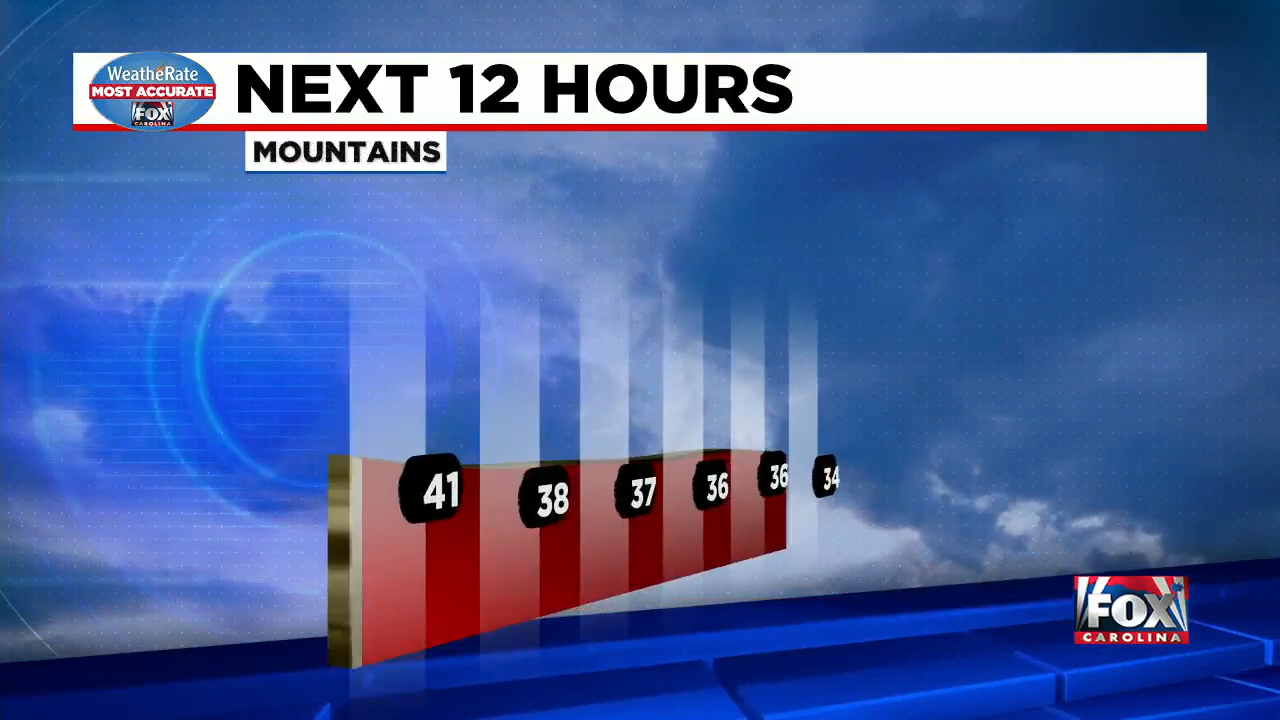 WeatheRate
MOST ACCURATE
FOX
CAROLINA
NEXT 12 HOURS
MOUNTAINS
41
38
37
36
36
34
FOX
CAROLINA